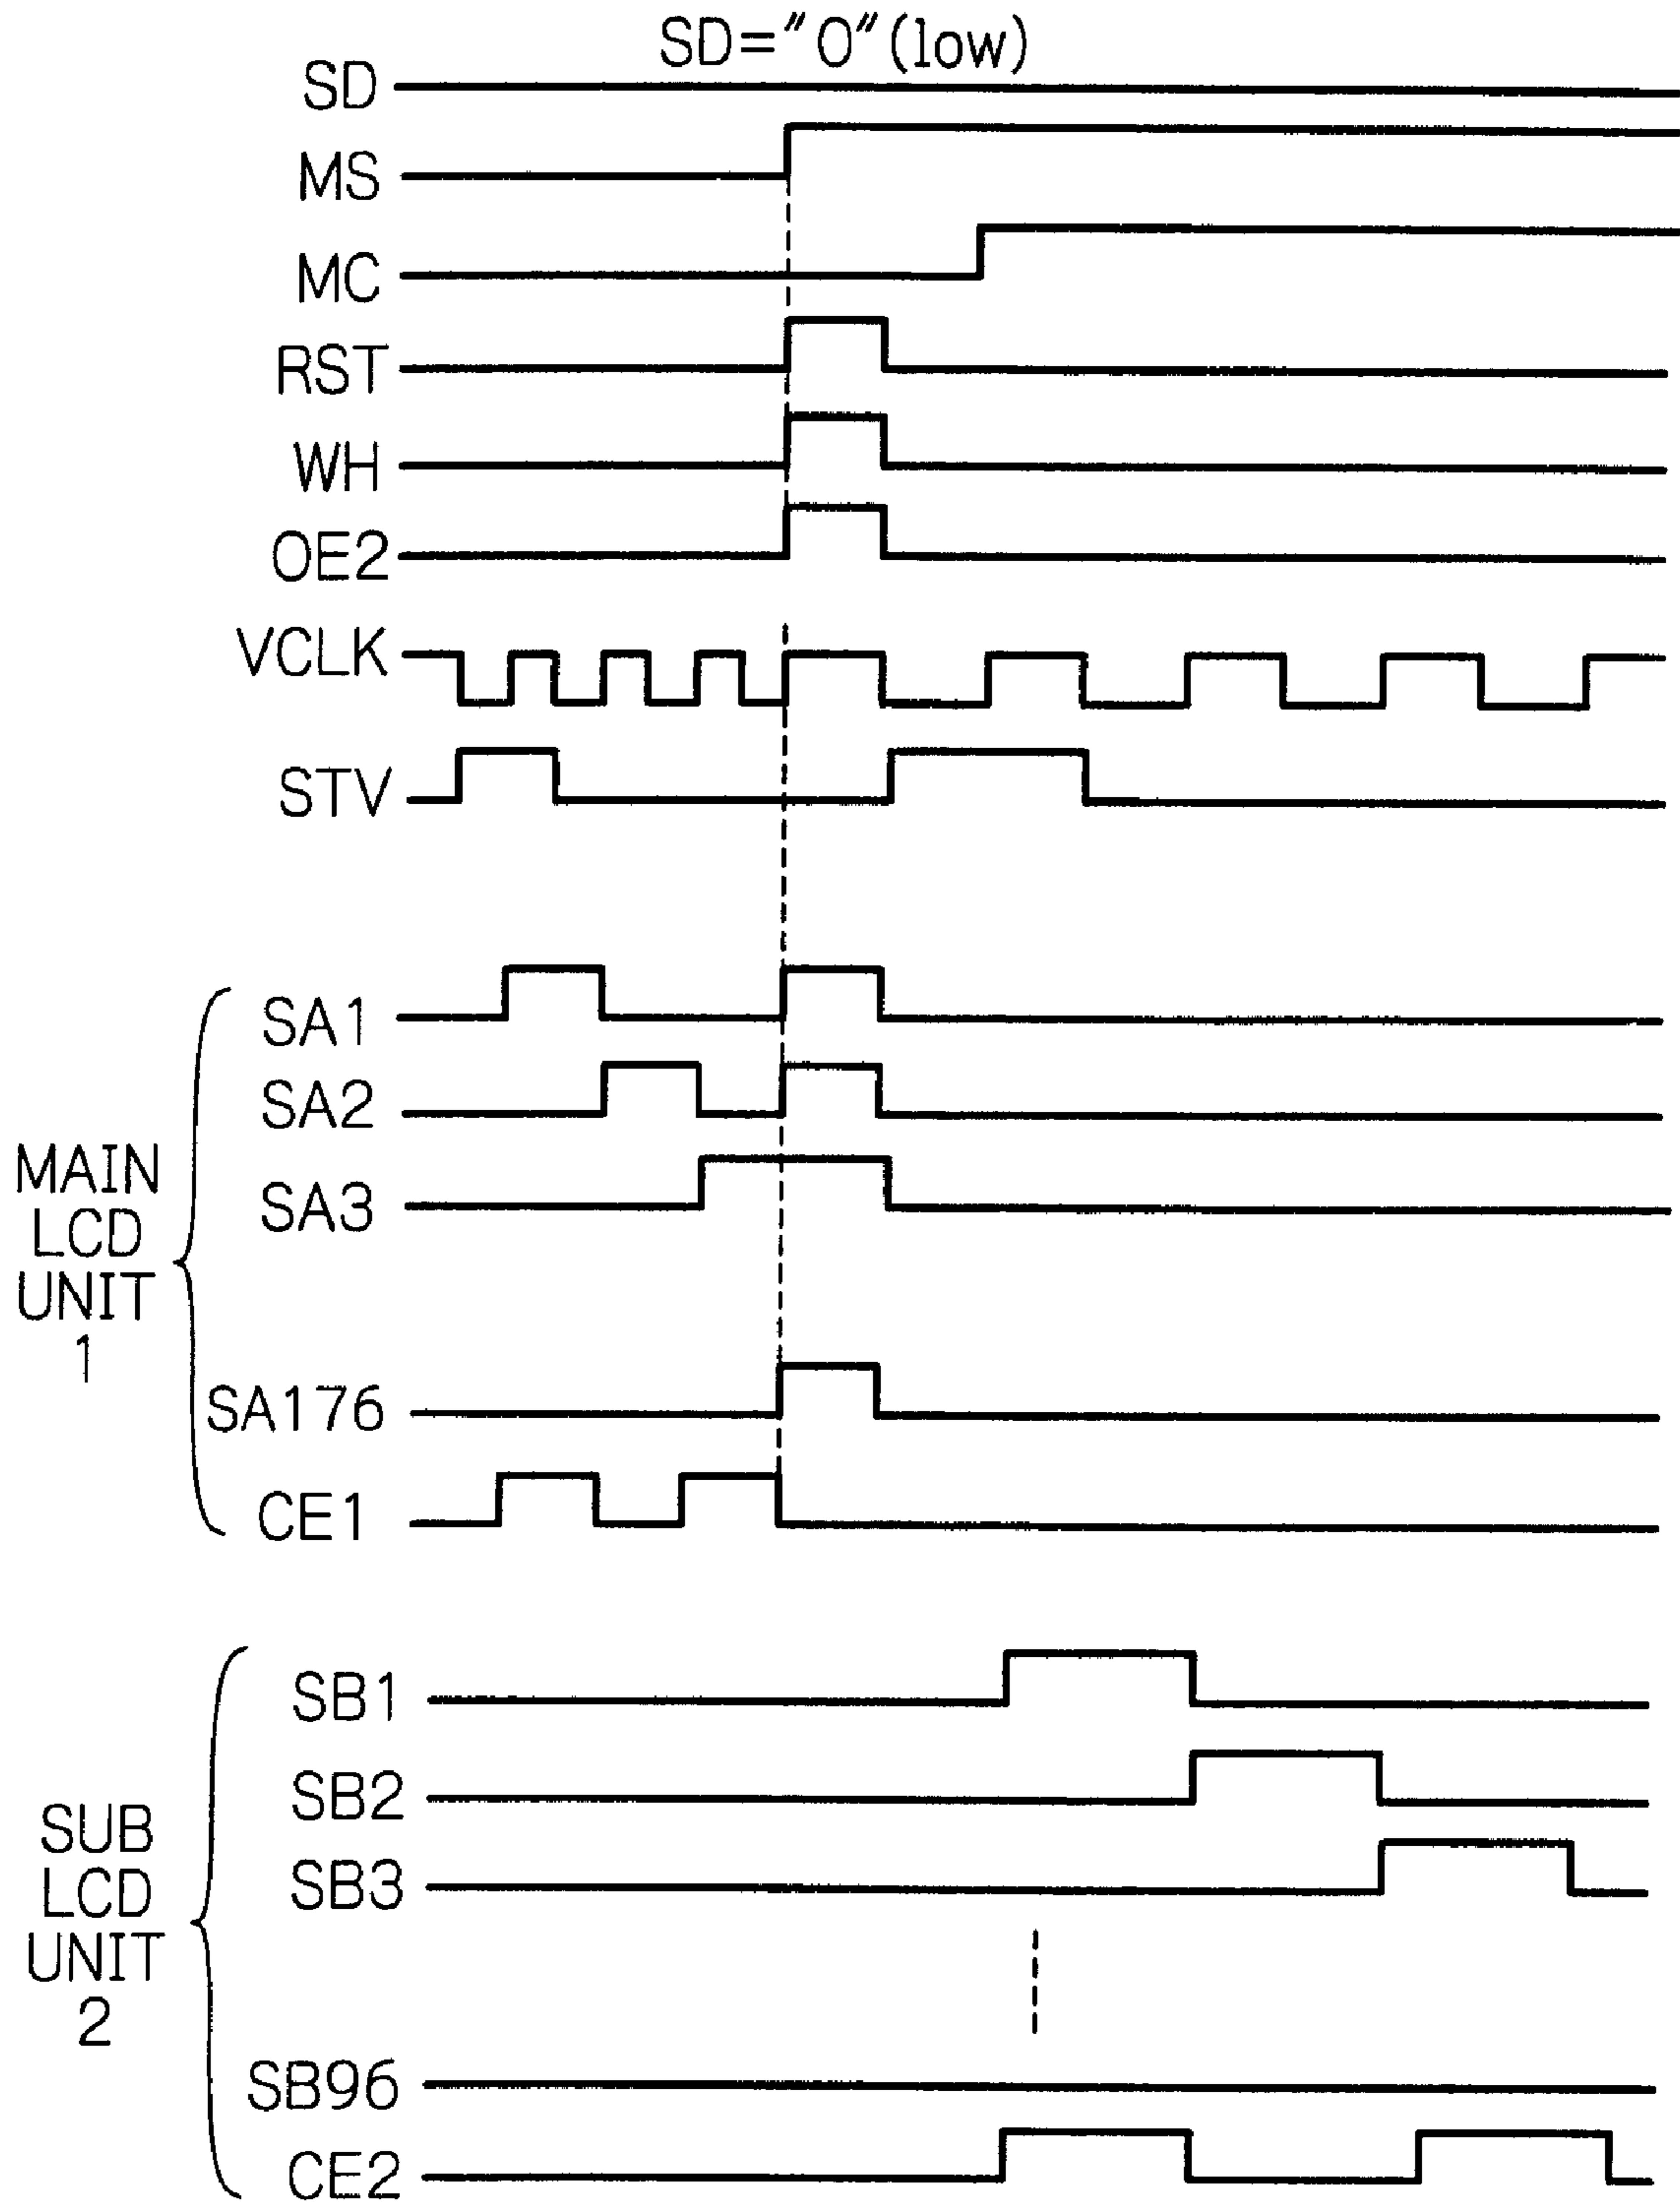 SD="0"(low)
SD
MS
MC
RST
WH
OE2
VCLK
STV
MAIN
LCD
UNIT
1
SA1
SA2
SA3
SA176
CE1
SUB
LCD
UNIT
2
SB1
SB2
SB3
SB96
CE2